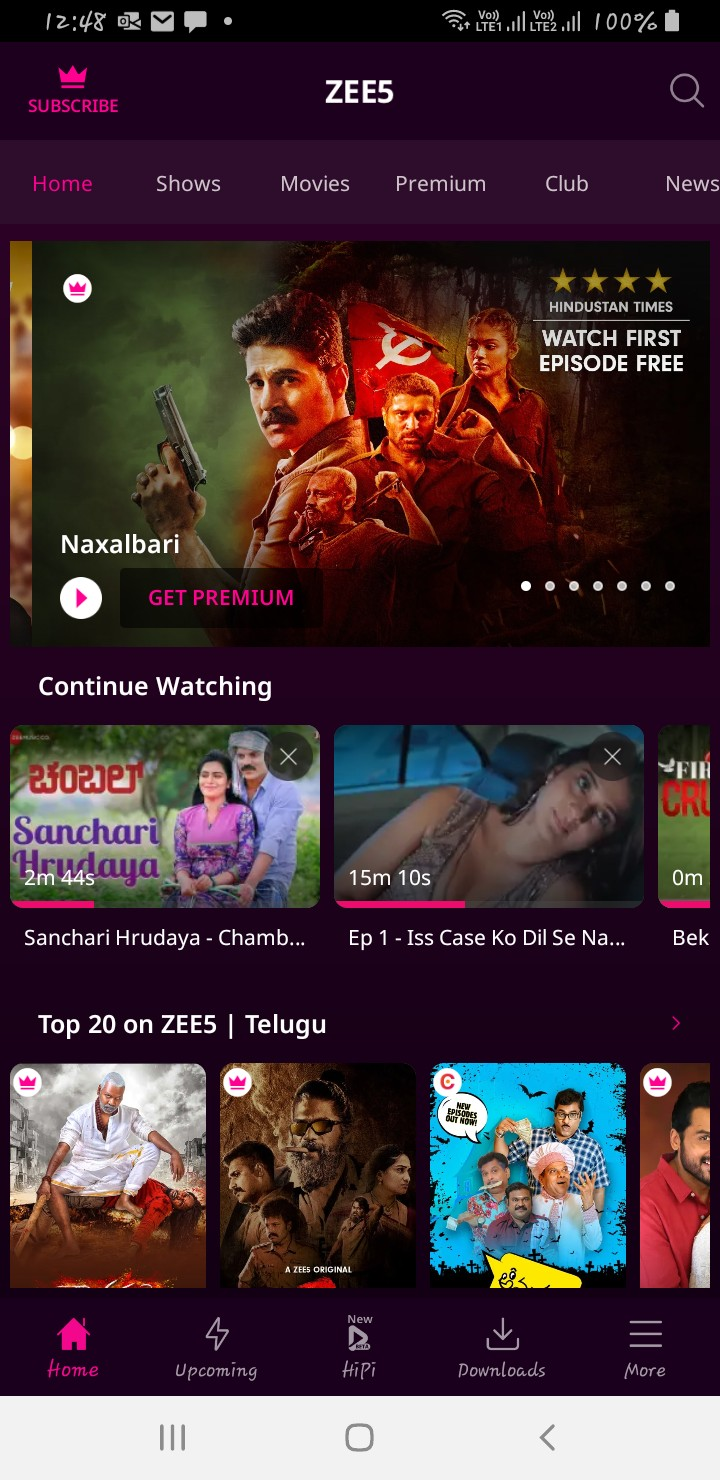 12:48
Vo)) LTE1 Vo)) LTE2 100%
SUBSCRIBE
ZEE5
Home Shows Movies Premium Club News
HINDUSTAN TIMES
WATCH FIRST
EPISODE FREE
Naxalbari
GET PREMIUM
Continue Watching
ಚಂಬಲ್
Sanchari
Hrudaya
2m 44s
15m 10s
0m
Sanchari Hrudaya - Chamb...
Ep 1 - Iss Case Ko Dil Se Na...
Bek
Top 20 on ZEE5 | Telugu
NEW
EPISODES
OUT NOW!
A ZEE5 ORIGINAL
New
BETA
Home Upcoming HiPi Downloads More